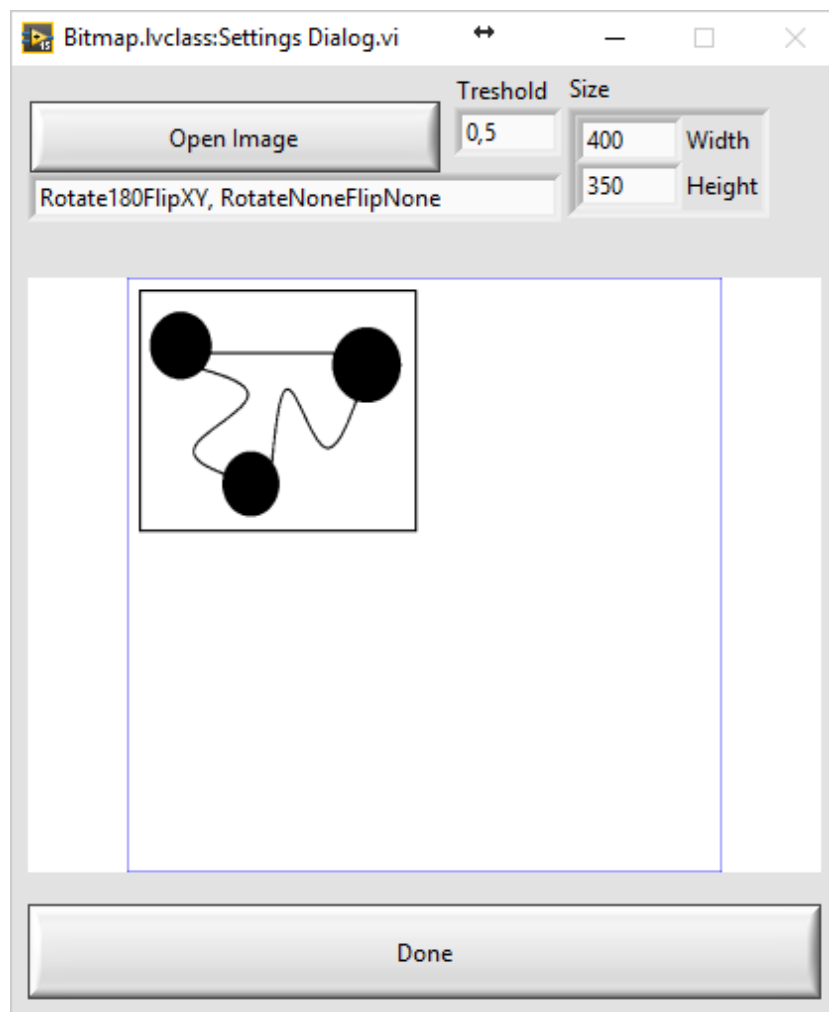 Bitmap.lvclass:Settings Dialog.vi
Treshold Size
Open Image
0,5
400 Width
350 Height
Rotate180FlipXY, RotateNoneFlipNone
Done